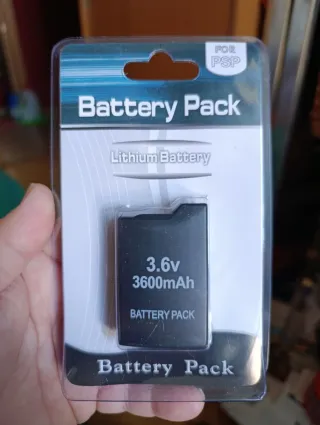 FOR
PSP
Battery Pack
Lithium Battery
3.6v
3600mAh
BATTERY PACK
Battery Pack